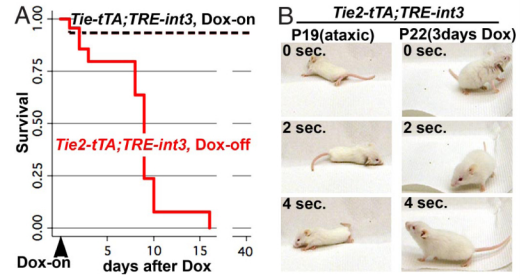 A
Tie-tTA;TRE-int3, Dox-on
Survival
1.00
0.75
0.50
0.25
0.00
Tie2-tTA;TRE-int3, Dox-off
5
10
15
40
Dox-on
days after Dox
B
Tie2-tTA;TRE-int3
P19(ataxic)
P22(3days Dox)
0 sec.
0 sec.
2 sec.
2 sec.
4 sec.
4 sec.